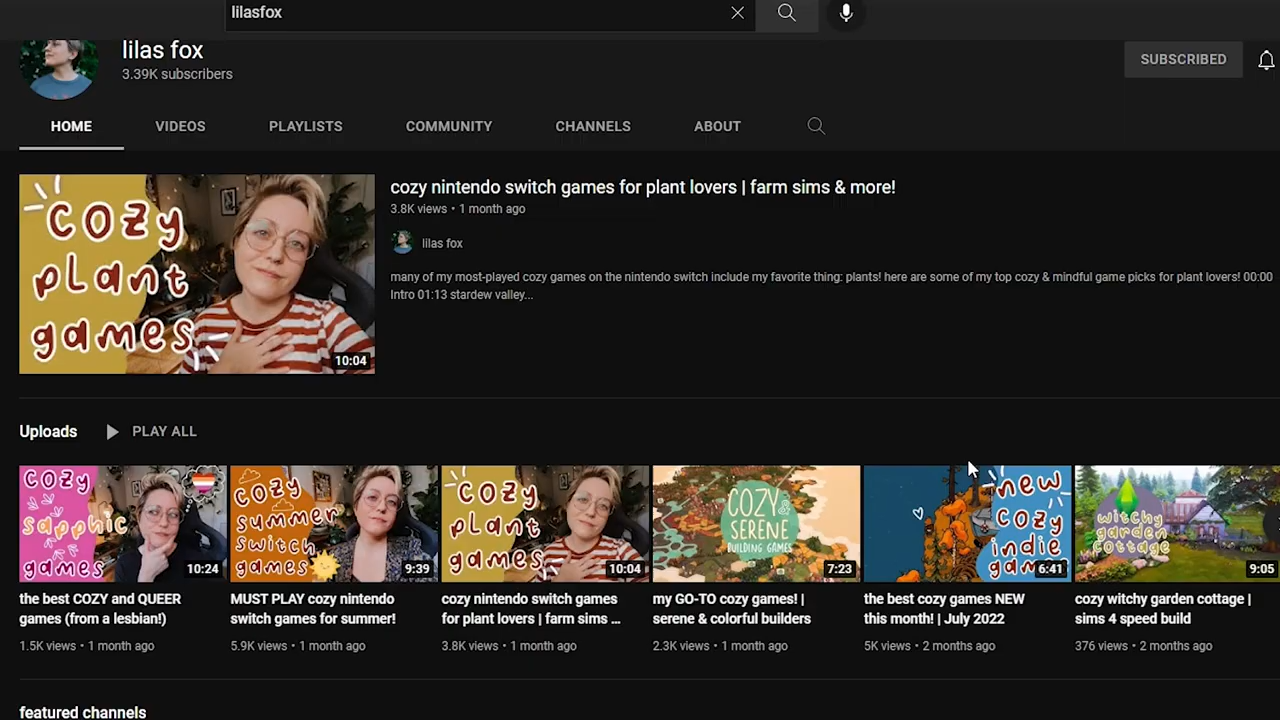 lilasfox
lilas fox
3.39K subscribers
SUBSCRIBED
HOME VIDEOS PLAYLISTS COMMUNITY CHANNELS ABOUT
cozy
plant
games
10:04
cozy nintendo switch games for plant lovers | farm sims & more!
3.8K views • 1 month ago
lilas fox
many of my most-played cozy games on the nintendo switch include my favorite thing: plants! here are some of my top cozy & mindful game picks for plant lovers! 00:00
Intro 01:13 stardew valley...
Uploads PLAY ALL
cozy
sapphic
games
10:24
the best COZY and QUEER
games (from a lesbian!)
1.5K views • 1 month ago
cozy
summer
switch
games
9:39
MUST PLAY cozy nintendo
switch games for summer!
5.9K views • 1 month ago
cozy
plant
games
10:04
cozy nintendo switch games
for plant lovers | farm sims ...
3.8K views • 1 month ago
COZY &
SERENE
BUILDING GAMES
7:23
my GO-TO cozy games! |
serene & colorful builders
2.3K views • 1 month ago
new
cozy
indie
6:41
the best cozy games NEW
this month! | July 2022
5K views • 2 months ago
witchy
garden
cottage
9:05
cozy witchy garden cottage |
sims 4 speed build
376 views • 2 months ago
featured channels